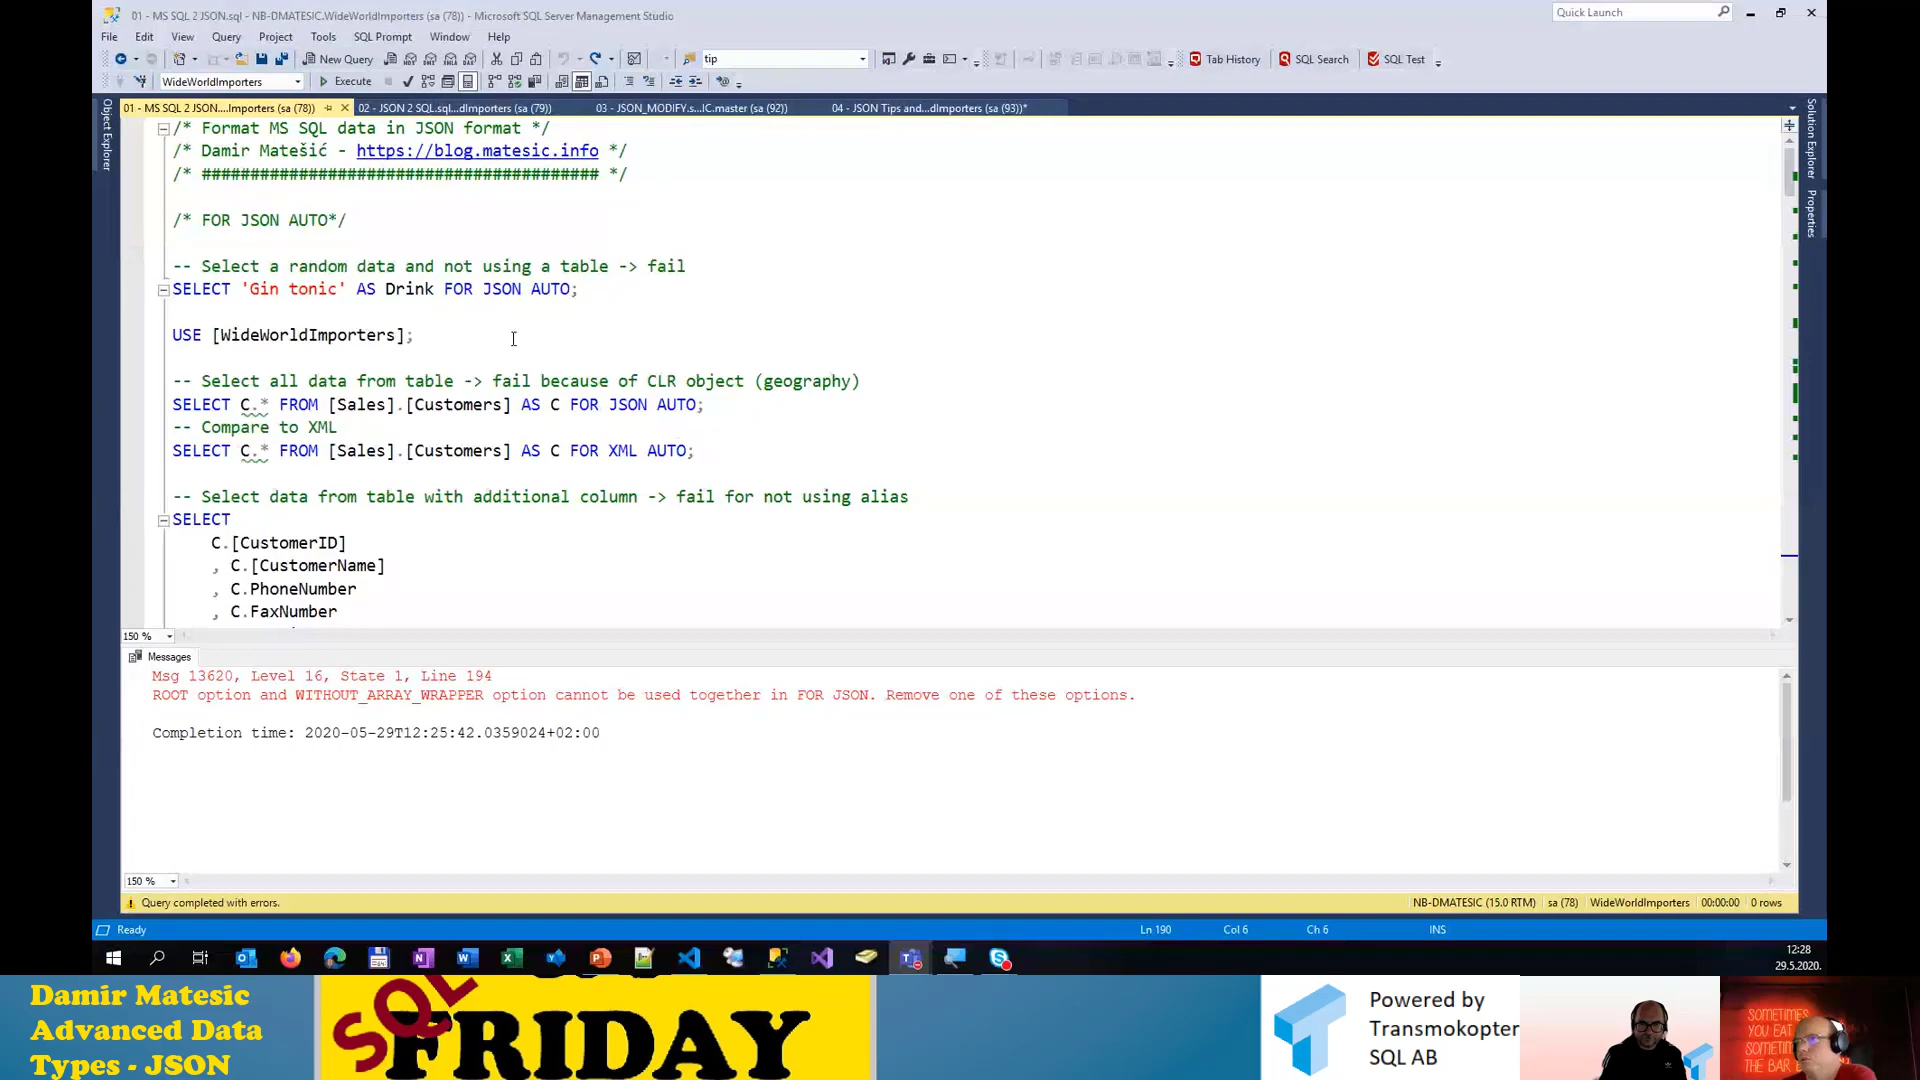 01 - MS SQL 2 JSON.sql - NB-DMATESIC.WideWorldImporters (sa (78)) - Microsoft SQL Server Management Studio
Quick Launch
File Edit View Query Project Tools SQL Prompt Window Help
New Query
tip
Tab History
SQL Search
SQL Test
WideWorldImporters
Execute
01 - MS SQL 2 JSON....Importers (sa (78))
02 - JSON 2 SQL.sql...dImporters (sa (79))
03 - JSON_MODIFY.s...IC.master (sa (92))
04 - JSON Tips and...dImporters (sa (93))*
Object Explorer
Solution Explorer
Properties
/* Format MS SQL data in JSON format */
/* Damir Matešić - https://blog.matesic.info */
/* ######################################### */
/* FOR JSON AUTO*/
-- Select a random data and not using a table -> fail
SELECT 'Gin tonic' AS Drink FOR JSON AUTO;
USE [WideWorldImporters];
-- Select all data from table -> fail because of CLR object (geography)
SELECT C.* FROM [Sales].[Customers] AS C FOR JSON AUTO;
-- Compare to XML
SELECT C.* FROM [Sales].[Customers] AS C FOR XML AUTO;
-- Select data from table with additional column -> fail for not using alias
SELECT
C.[CustomerID]
, C.[CustomerName]
, C.PhoneNumber
, C.FaxNumber
150 %
Messages
Msg 13620, Level 16, State 1, Line 194
ROOT option and WITHOUT_ARRAY_WRAPPER option cannot be used together in FOR JSON. Remove one of these options.
Completion time: 2020-05-29T12:25:42.0359024+02:00
150 %
Query completed with errors.
NB-DMATESIC (15.0 RTM) sa (78) WideWorldImporters 00:00:00 0 rows
Ready
Ln 190 Col 6 Ch 6 INS
12:28
29.5.2020.
Damir Matesic
Advanced Data
Types - JSON
SQL
FRIDAY
Powered by
Transmokopter
SQL AB
SOMETIMES
YOU EAT
SOMETIM
THE BAR